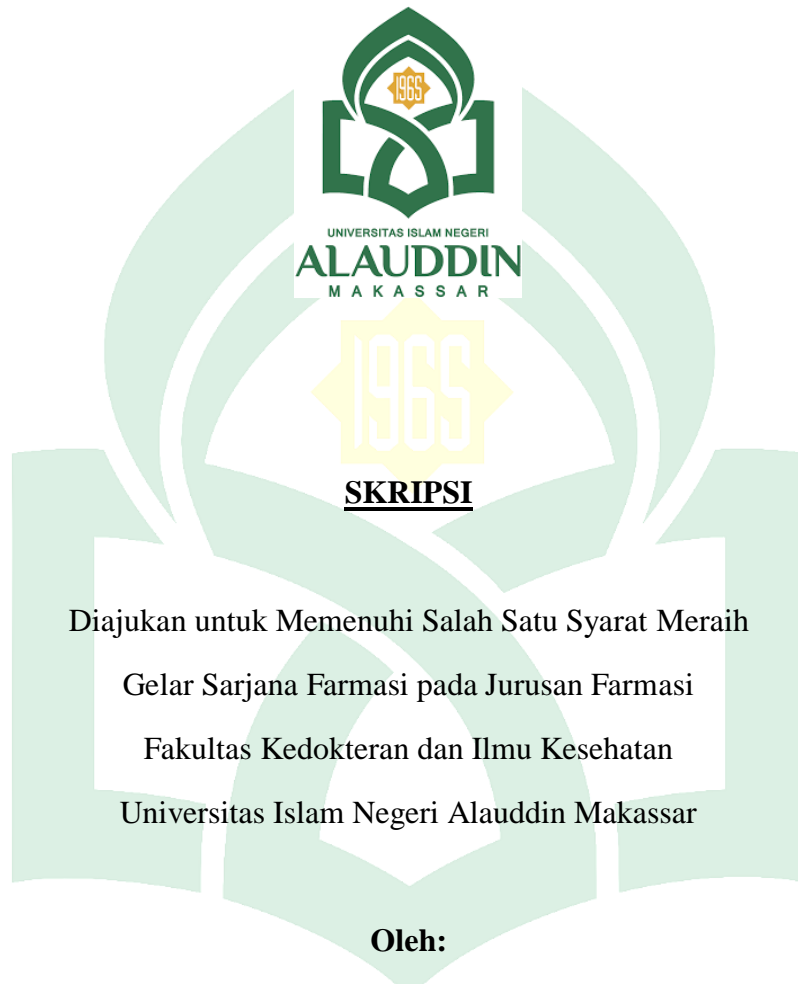 1965
UNIVERSITAS ISLAM NEGERI
ALAUDDIN
MAKASSAR
1965
SKRIPSI
Diajukan untuk Memenuhi Salah Satu Syarat Meraih
Gelar Sarjana Farmasi pada Jurusan Farmasi
Fakultas Kedokteran dan Ilmu Kesehatan
Universitas Islam Negeri Alauddin Makassar
Oleh: